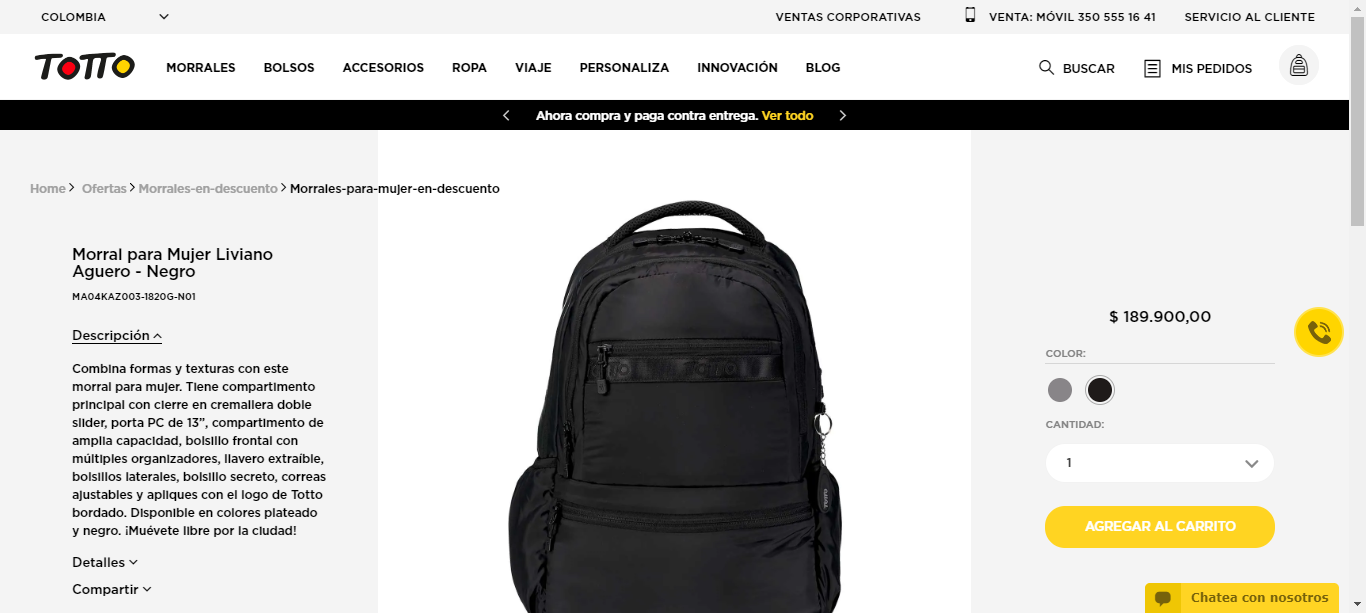 COLOMBIA
VENTAS CORPORATIVAS
VENTA: MÓVIL 350 555 16 41
SERVICIO AL CLIENTE
TOTTO
MORRALES
BOLSOS
ACCESORIOS
ROPA
VIAJE
PERSONALIZA
INNOVACIÓN
BLOG
BUSCAR
MIS PEDIDOS
Ahora compra y paga contra entrega. Ver todo
Home > Ofertas > Morrales-en-descuento > Morrales-para-mujer-en-descuento
Morral para Mujer Liviano
Aguero - Negro
MA04KAZ003-1820G-N01
Descripción
Combina formas y texturas con este
morral para mujer. Tiene compartimento
principal con cierre en cremallera doble
slider, porta PC de 13”, compartimento de
amplia capacidad, bolsillo frontal con
múltiples organizadores, llavero extraíble,
bolsillos laterales, bolsillo secreto, correas
ajustables y apliques con el logo de Totto
bordado. Disponible en colores plateado
y negro. ¡Muévete libre por la ciudad!
Detalles
Compartir
TOTTO
TOTTO
$ 189.900,00
COLOR:
CANTIDAD:
1
AGREGAR AL CARRITO
Chatea con nosotros